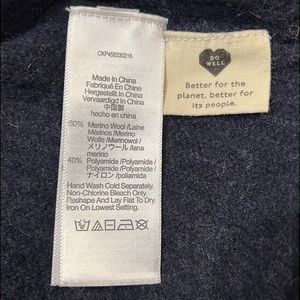 CKP458330216
Made In China
Fabriqué En China
Hergestellt In China
Vervaardigd in China
中国製
hecho en china
60% Merino Wool/Laine
Mérinos /Merino
Wolle/Merinowol /
メリノウール /lana
merino
40% Polyamide /Polyamide /
Polyamide/Polyamide /
ナイロン /poliamida
Hand Wash Cold Separately.
Non-Chlorine Bleach Only.
Reshape And Lay Flat To Dry.
Iron On Lowest Setting.
DO
WELL
Better for the
planet, better for
its people.